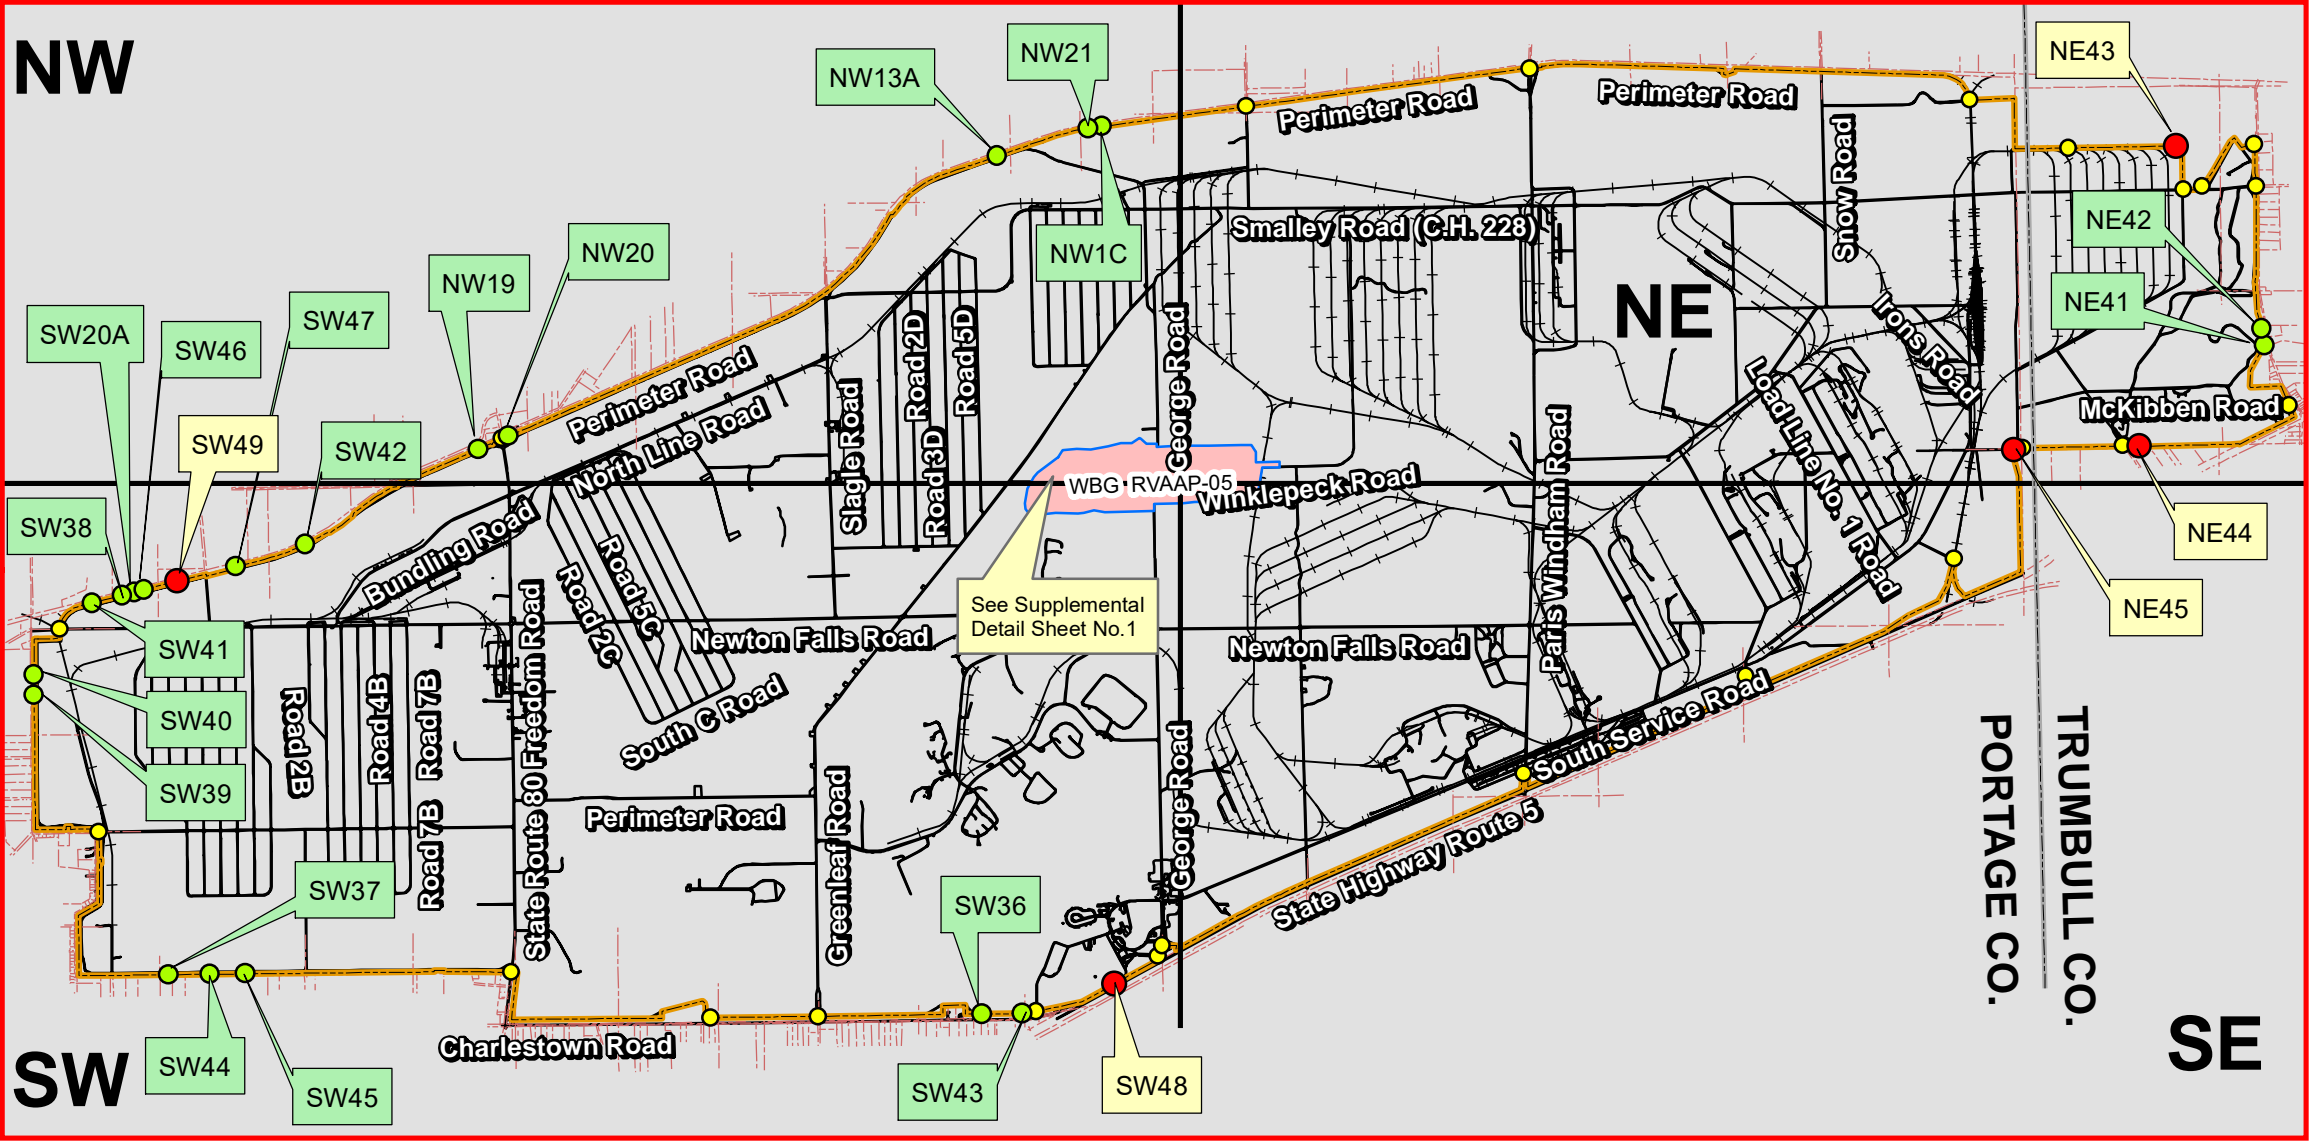 NW
NW13A
NW21
NE43
Perimeter Road
Perimeter Road
Snow Road
NW20
NW19
NW1C
Smalley Road (C.H. 228)
NE42
NE41
NE
SW20A
SW46
SW47
Road 2D
Road 5D
George Road
Irons Road
Perimeter Road
North Line Road
Slagle Road
Road 3D
Load Line No. 1 Road
McKibben Road
SW49
SW42
WBG RVAAP-05
Winklepeck Road
Paris Windham Road
SW38
Bundling Road
Road 5C
Road 2C
NE44
NE45
See Supplemental
Detail Sheet No.1
SW41
Newton Falls Road
Newton Falls Road
SW40
SW39
Road 2B
Road 4B
Road 7B
Road 7B
State Route 80 Freedom Road
South C Road
South Service Road
George Road
Perimeter Road
Greenleaf Road
State Highway Route 5
PORTAGE CO.
TRUMBULL CO.
SW37
SW36
SW
SW44
SW45
Charlestown Road
SW43
SW48
SE